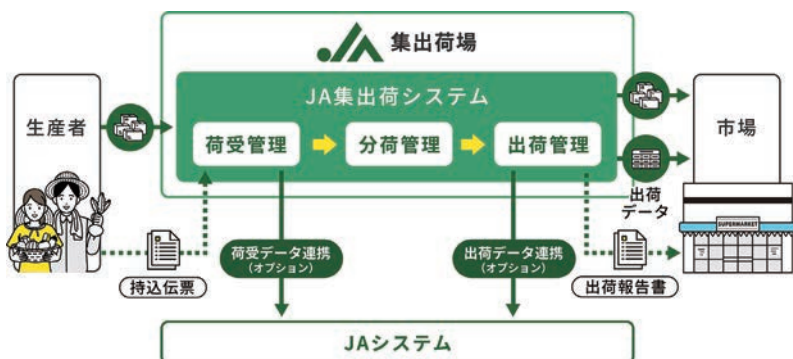 集出荷場
JA集出荷システム
生産者
荷受管理
分荷管理
出荷管理
市場
出荷
データ
SUPERMARKET
荷受データ連携
(オプション)
出荷データ連携
(オプション)
持込伝票
出荷報告書
JAシステム